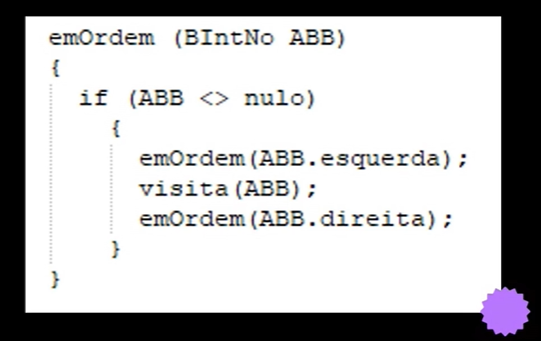 emOrdem (BIntNo ABB)
{
if (ABB <> nulo)
{
emOrdem(ABB.esquerda);
visita(ABB);
emOrdem(ABB.direita);
}
}